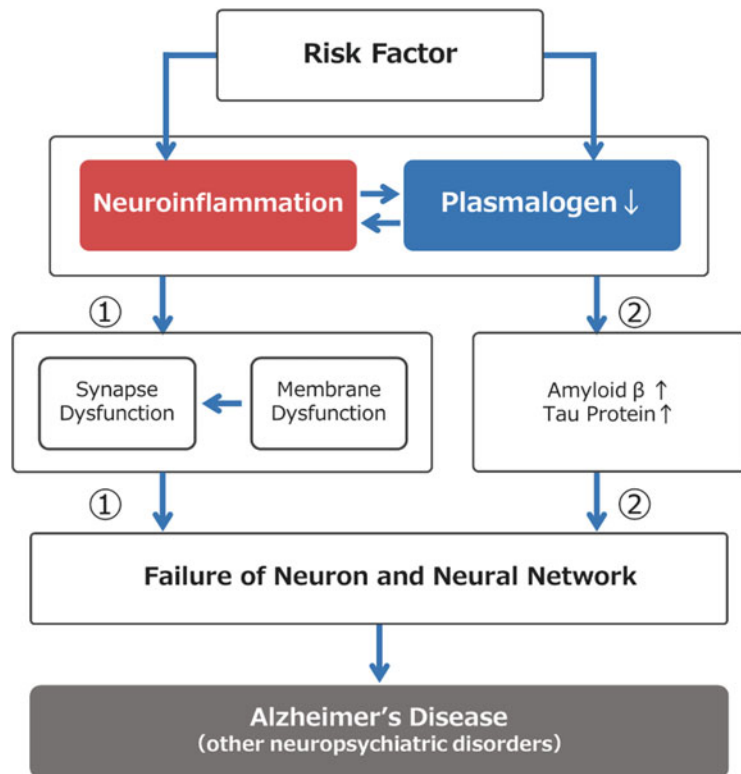 Risk Factor
Neuroinflammation
Plasmalogen ↓
①
②
Synapse
Dysfunction
Membrane
Dysfunction
Amyloid β ↑
Tau Protein ↑
①
②
Failure of Neuron and Neural Network
Alzheimer’s Disease
(other neuropsychiatric disorders)